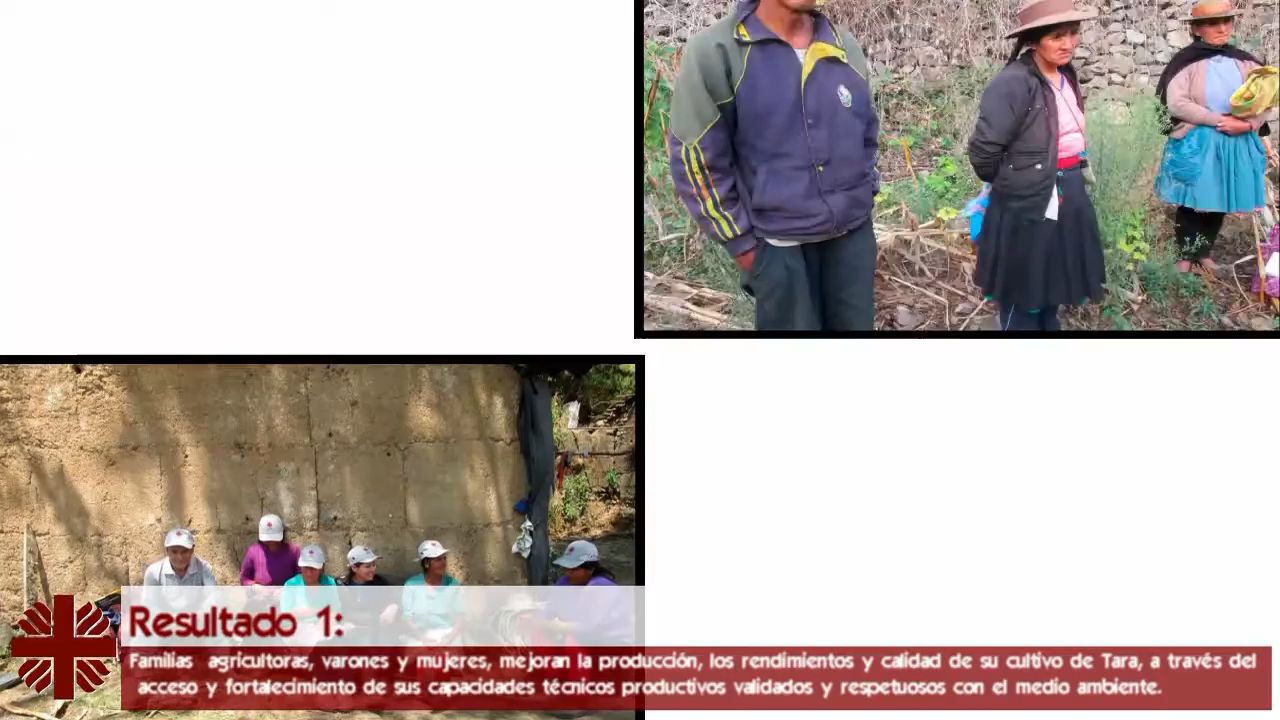 Resultado 1:
Familias agricultoras, varones y mujeres, mejoran la producción, los rendimientos y calidad de su cultivo de Tara, a través del
acceso y fortalecimiento de sus capacidades técnicos productivos validados y respetuosos con el medio ambiente.